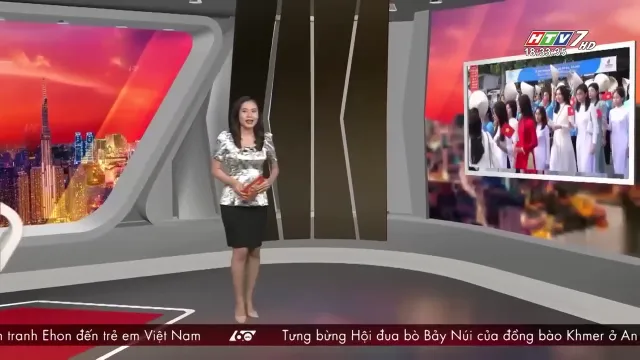 HTV7 HD
18:33:35
n tranh Ehon đến trẻ em Việt Nam 60 Tưng bừng Hội đua bò Bảy Núi của đồng bào Khmer ở An